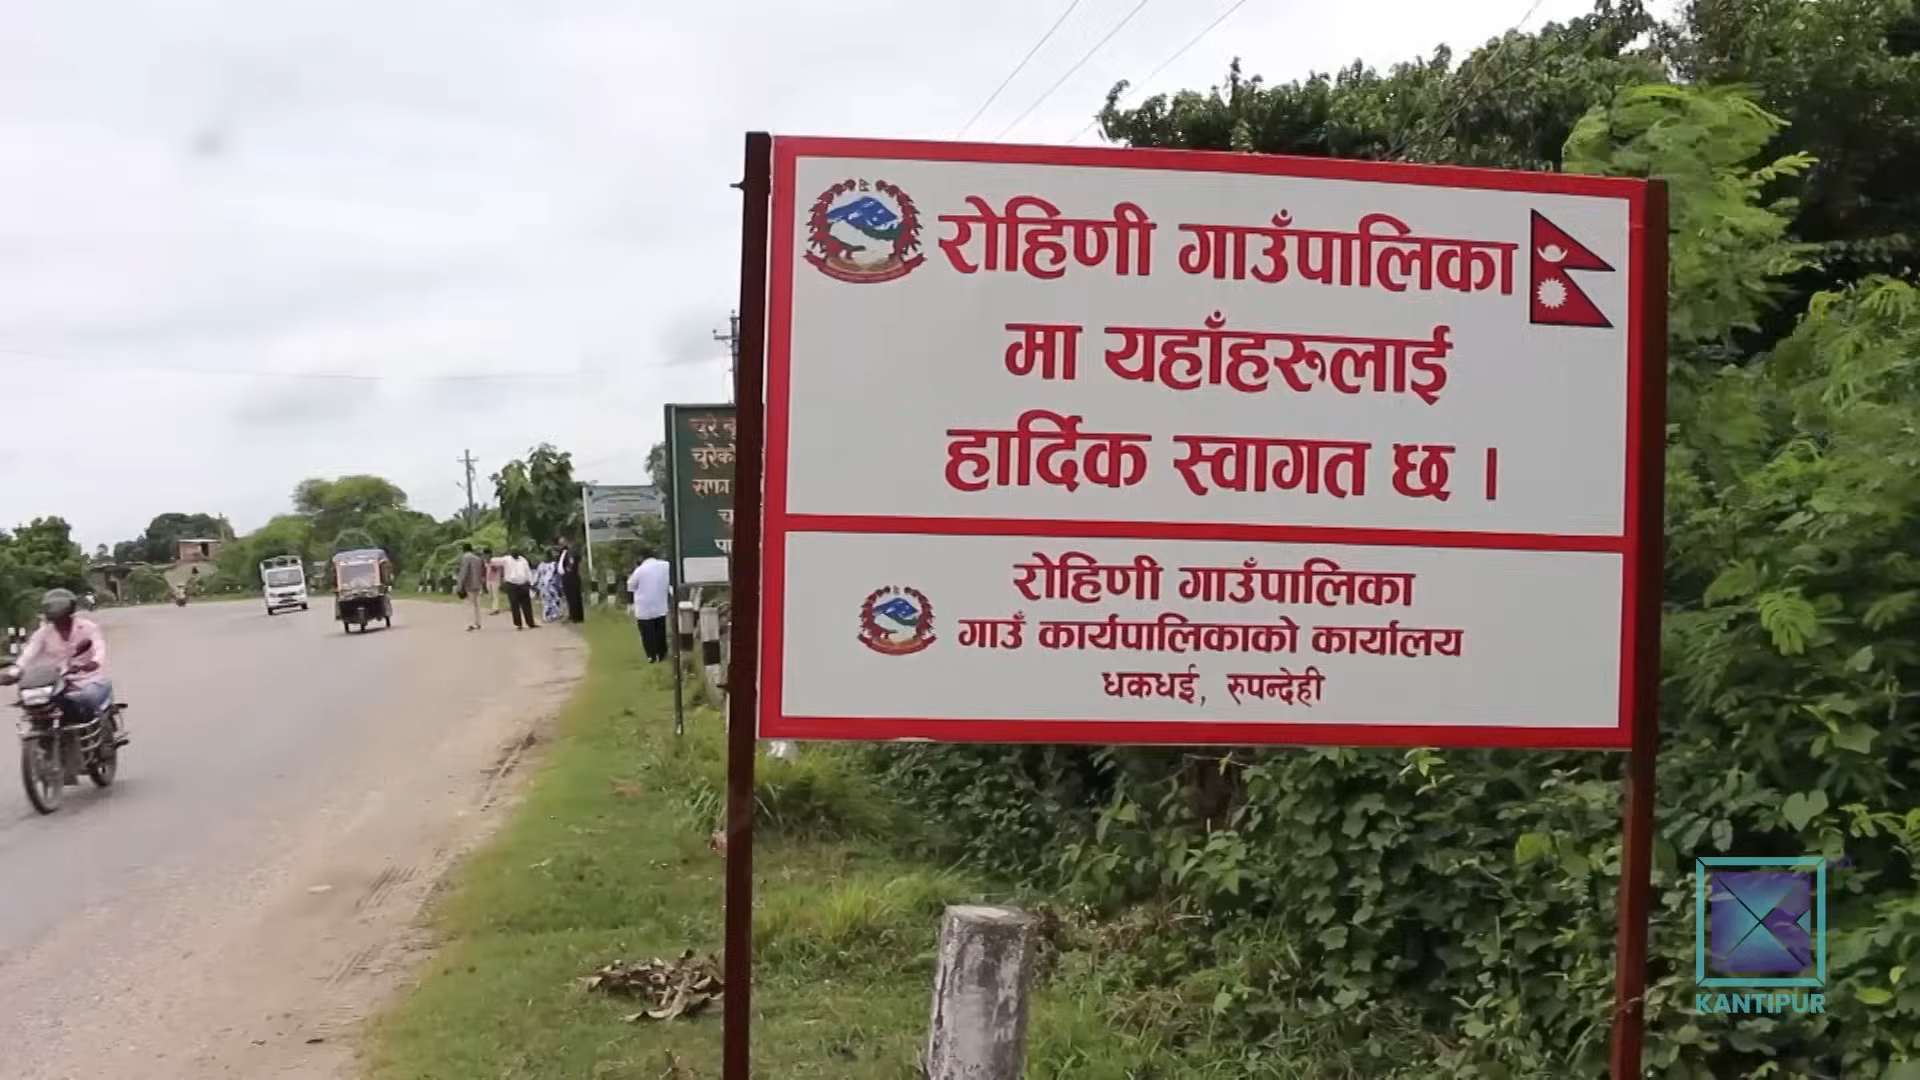 रोहिणी गाउँपालिका
मा यहाँहरुलाई
हार्दिक स्वागत छ ।
रोहिणी गाउँपालिका
गाउँ कार्यपालिकाको कार्यालय
धकधई, रुपन्देही
चुरे
KANTIPUR